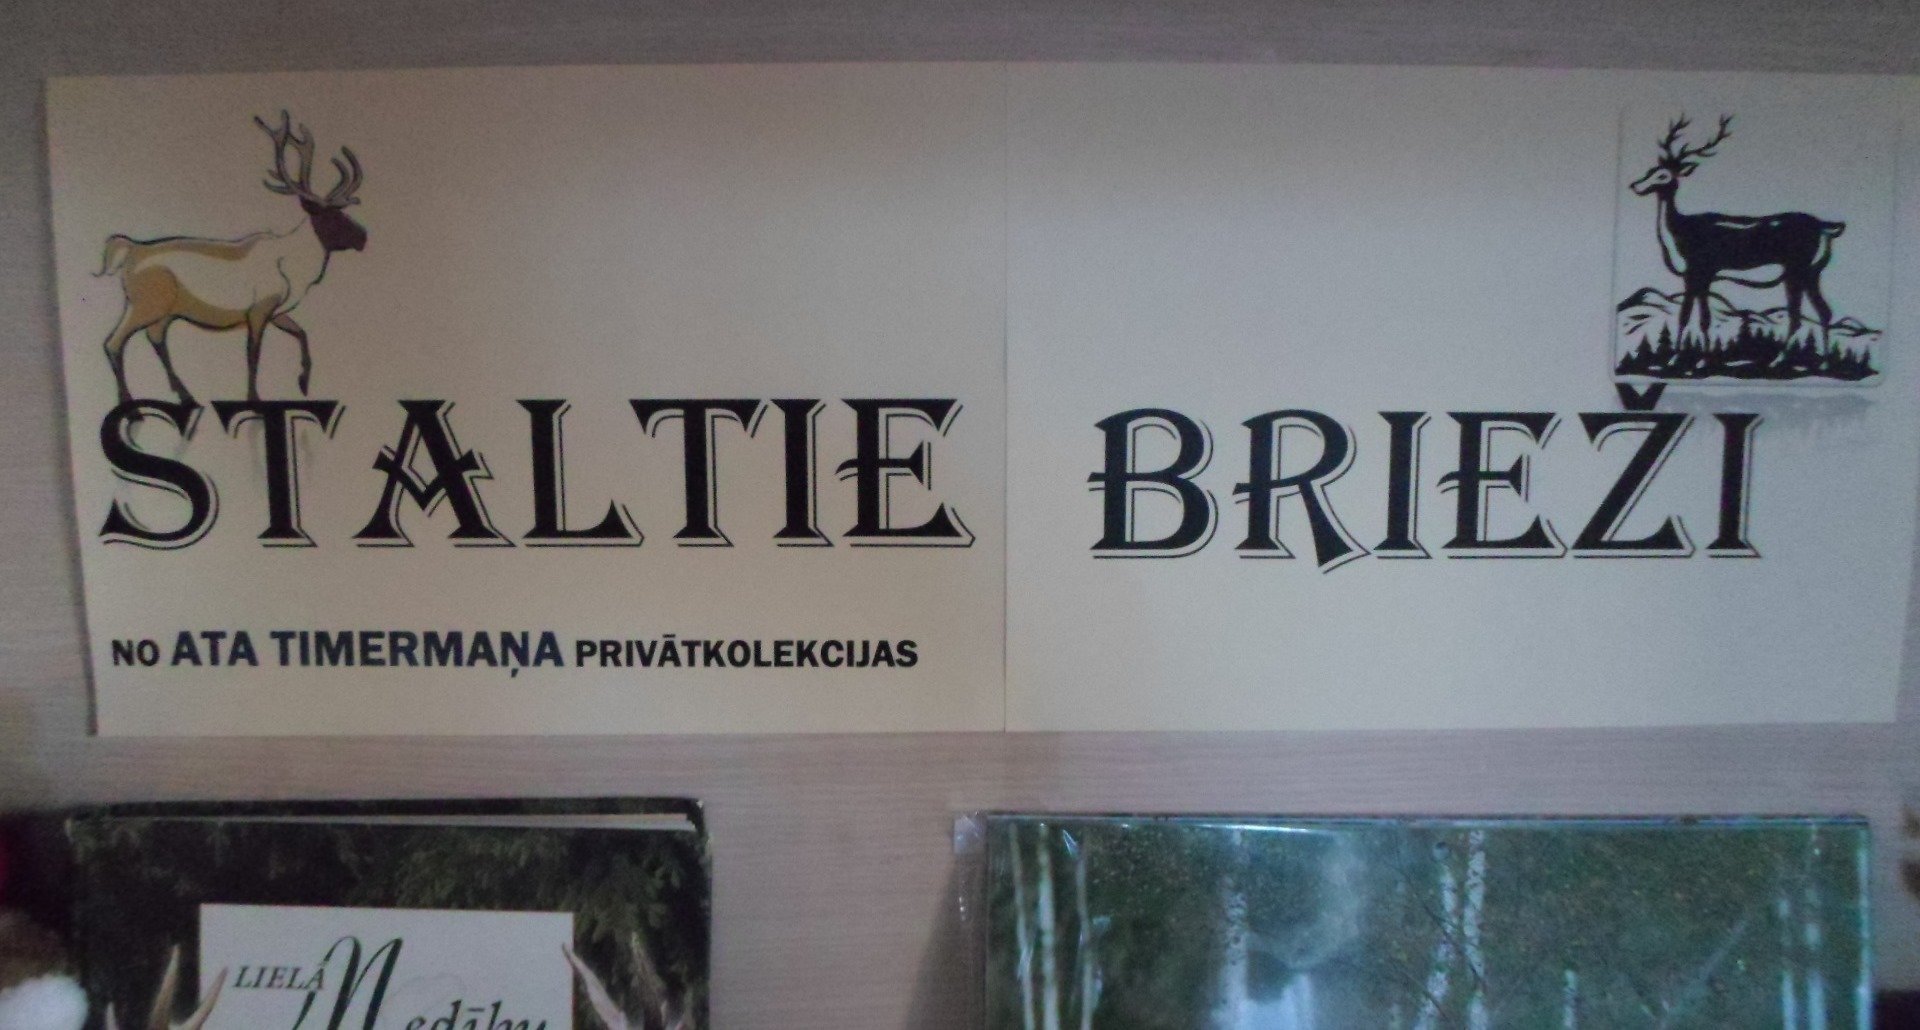 STALTIE BRIEŽI
NO ATA TIMERMAŅA PRIVĀTKOLEKCIJAS
LIELĀ